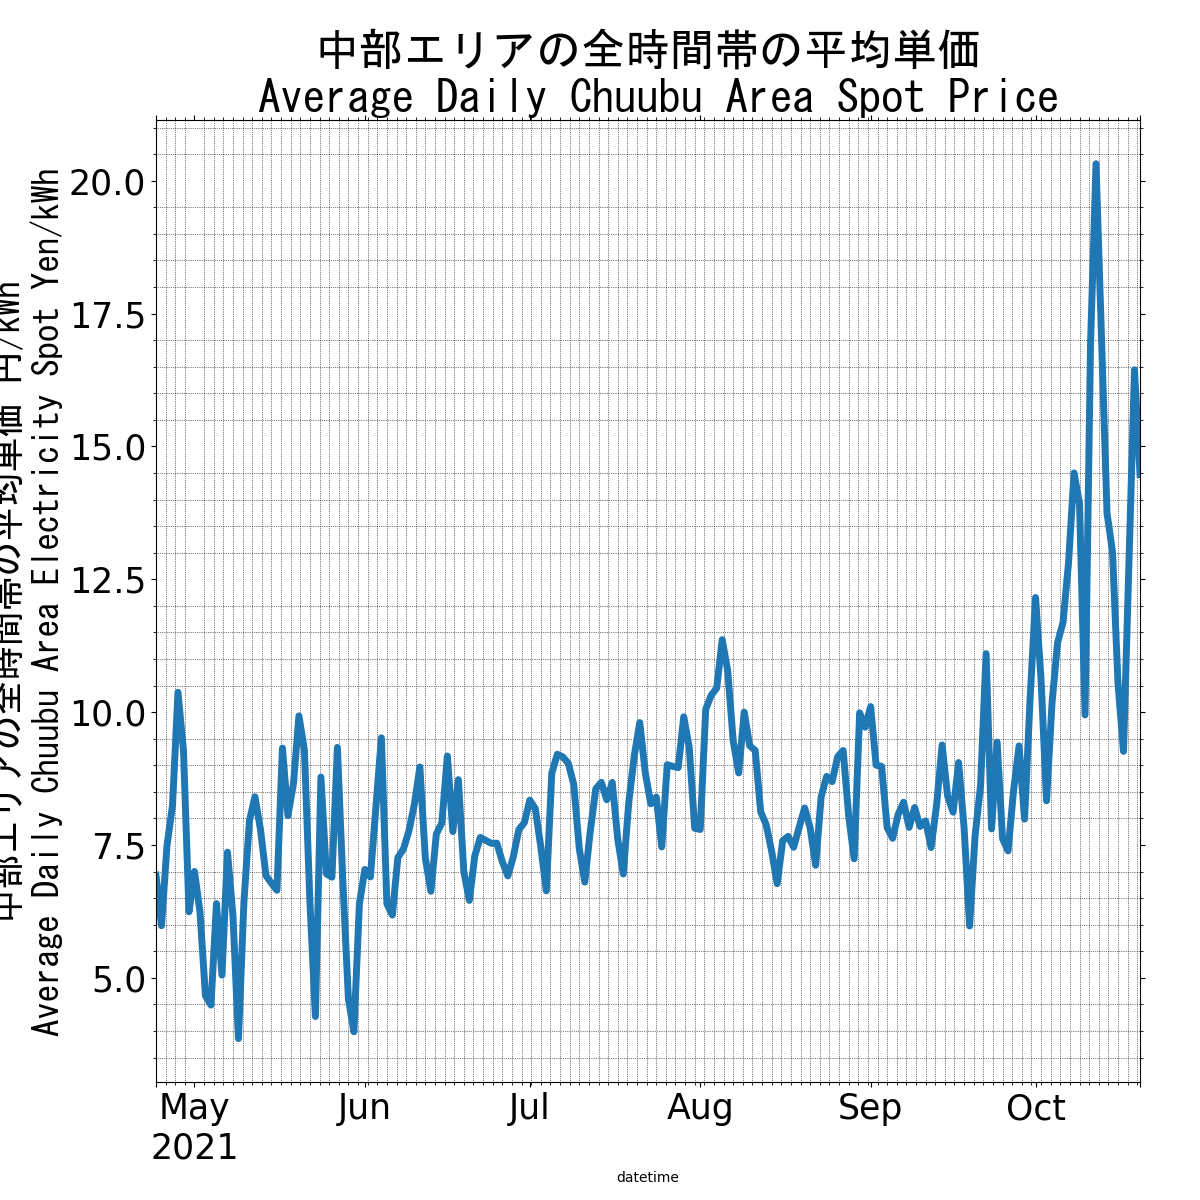 中部エリアの全時間帯の平均単価
Average Daily Chuubu Area Spot Price
中部エリアの全時間帯の平均単価 円/kWh
Average Daily Chuubu Area Electricity Spot Yen/kWh
20.0
17.5
15.0
12.5
10.0
7.5
5.0
May
Jun
Jul
Aug
Sep
Oct
2021
datetime